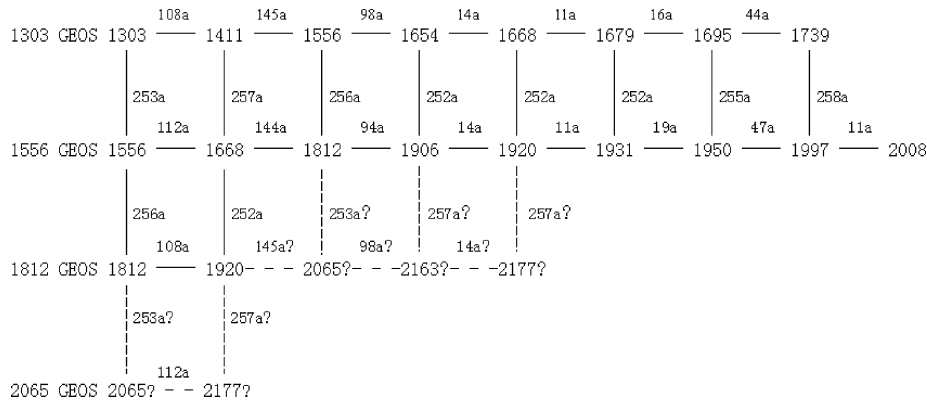 108a 145a 98a 14a 11a 16a 44a
1303 GEOS 1303 — 1411 — 1556 — 1654 — 1668 — 1679 — 1695 — 1739
253a 257a 256a 252a 252a 252a 255a 258a
112a 144a 94a 14a 11a 19a 47a 11a
1556 GEOS 1556 — 1668 — 1812 — 1906 — 1920 — 1931 — 1950 — 1997 — 2008
256a 252a 253a? 257a? 257a?
108a 145a? 98a? 14a?
1812 GEOS 1812 — 1920- - - 2065?- - -2163?- - -2177?
253a? 257a?
112a
2065 GEOS 2065? - - 2177?